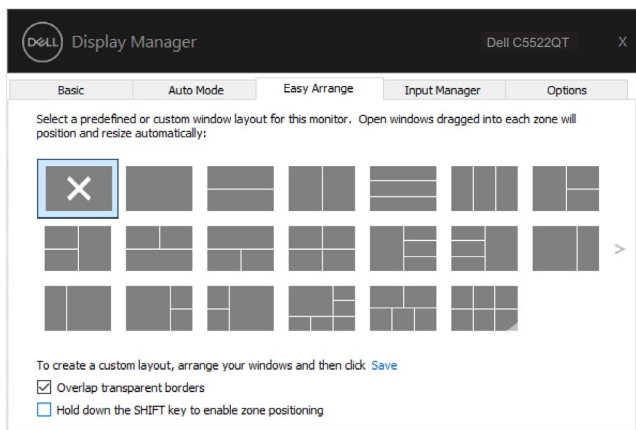 DELL Display Manager Dell C5522QT X
Basic Auto Mode Easy Arrange Input Manager Options
Select a predefined or custom window layout for this monitor. Open windows dragged into each zone will
position and resize automatically:
To create a custom layout, arrange your windows and then click Save
Overlap transparent borders
Hold down the SHIFT key to enable zone positioning